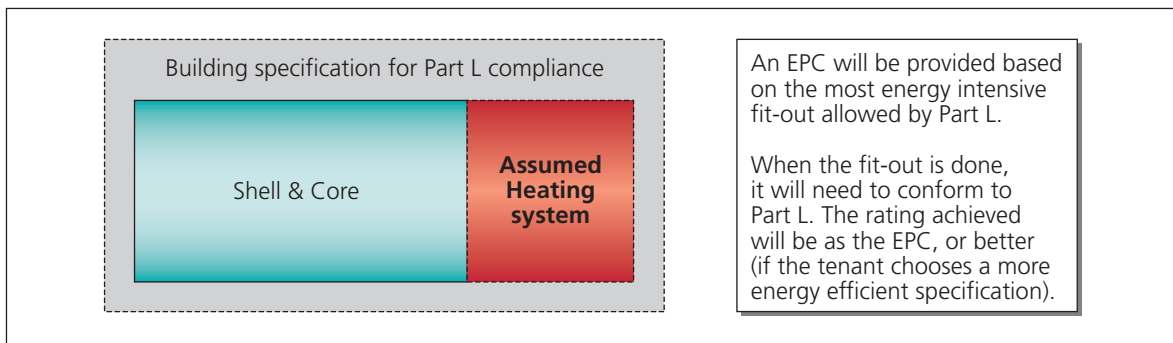 Building specification for Part L compliance
Shell & Core
Assumed
Heating
system
An EPC will be provided based
on the most energy intensive
fit-out allowed by Part L.
When the fit-out is done,
it will need to conform to
Part L. The rating achieved
will be as the EPC, or better
(if the tenant chooses a more
energy efficient specification).